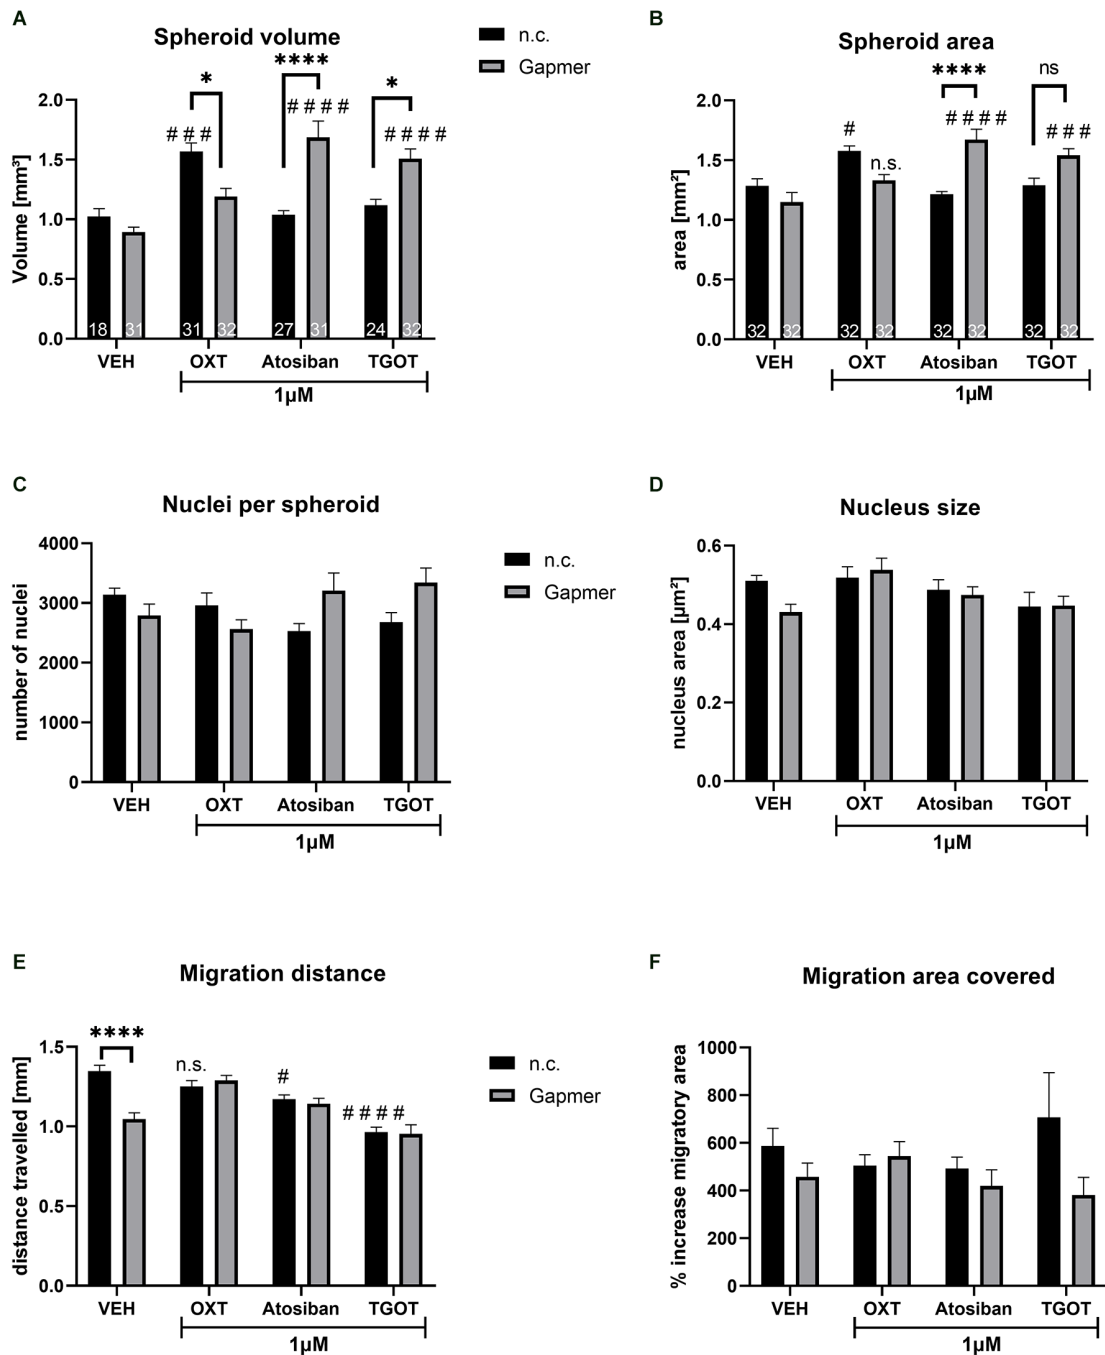 A
Spheroid volume
n.c.
Gapmer
*
****
*
# # #
# # # #
# # # #
Volume [mm³]
2.0
1.5
1.0
0.5
0.0
18 31 31 32 27 31 24 32
VEH OXT Atosiban TGOT
1µM
B
Spheroid area
**** ns
#
n.s.
# # # #
# # #
area [mm²]
2.0
1.5
1.0
0.5
0.0
32 32 32 32 32 32 32 32
VEH OXT Atosiban TGOT
1µM
C
Nuclei per spheroid
n.c.
Gapmer
number of nuclei
4000
3000
2000
1000
0
VEH OXT Atosiban TGOT
1µM
D
Nucleus size
nucleus area [µm²]
0.6
0.4
0.2
0.0
VEH OXT Atosiban TGOT
1µM
E
Migration distance
n.c.
Gapmer
****
n.s.
#
# # # #
distance travelled [mm]
1.5
1.0
0.5
0.0
VEH OXT Atosiban TGOT
1µM
F
Migration area covered
% increase migratory area
1000
800
600
400
200
0
VEH OXT Atosiban TGOT
1µM